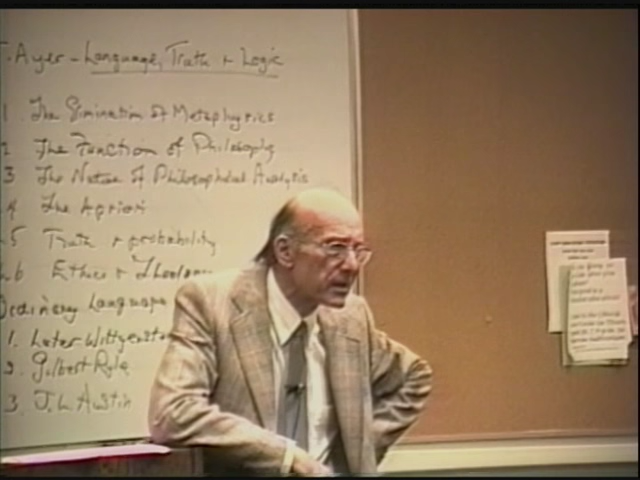 . Ayer - Language, Truth + Logic
1 The Elimination of Metaphysics
2 The Function of Philosophy
3 The Nature of Philosophical Analysis
4 The Apriori
5 Truth + probability
6 Ethics + Theology
Ordinary Language
1. Later Wittgenstein
2. Gilbert Ryle
3 J. L. Austin